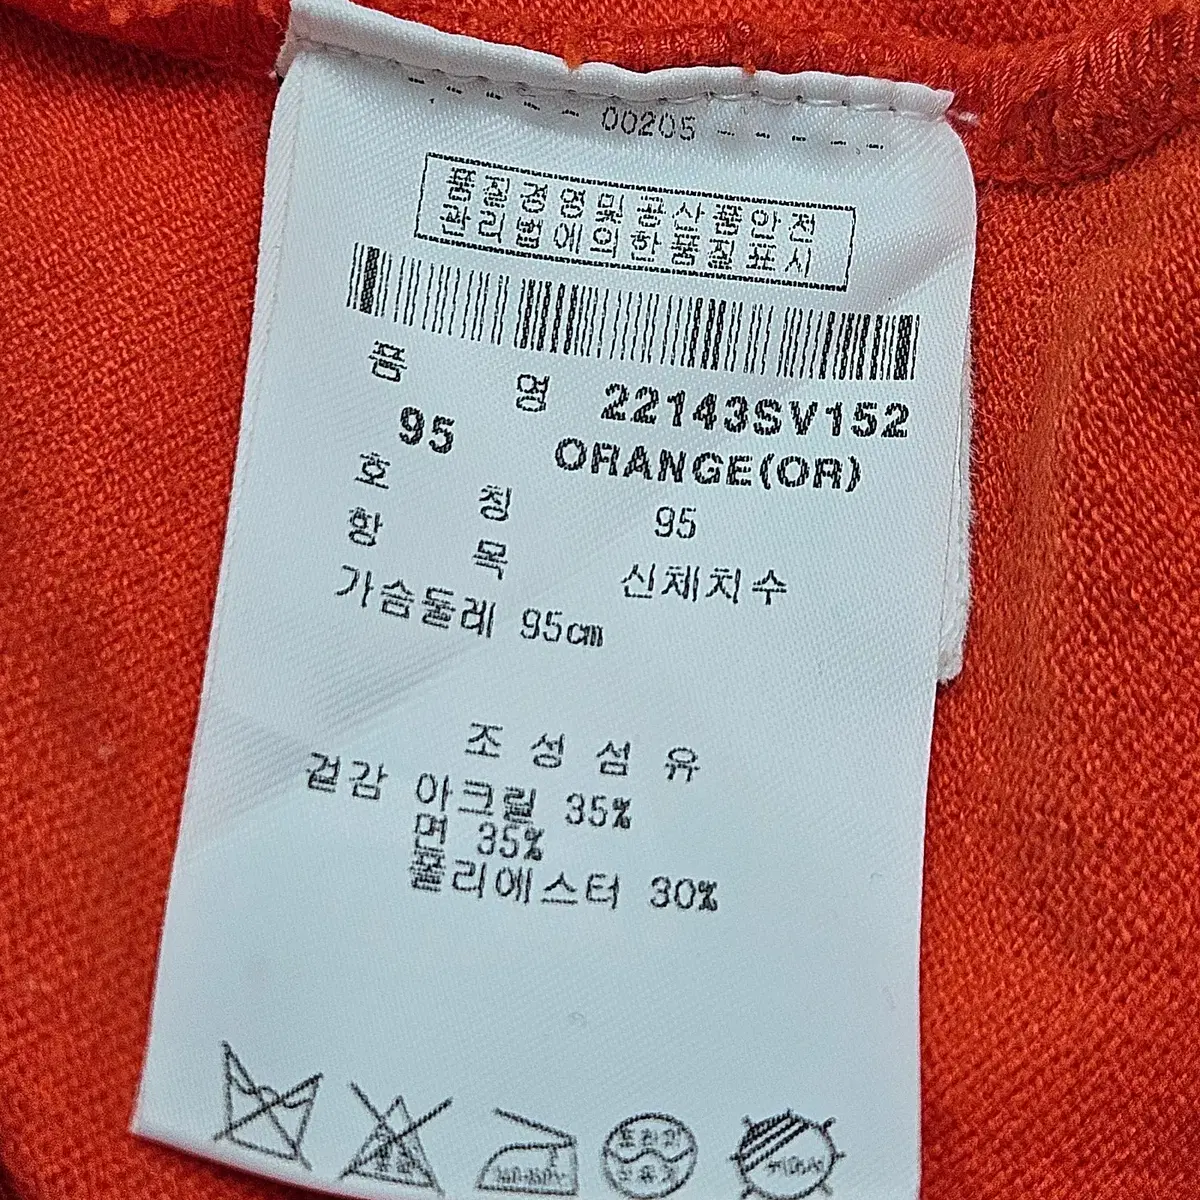 00205
품질경영및공산품안전
관리법에의한품질표시
품 명 22143SV152
95 ORANGE(OR)
호 칭 95
항 목 신체치수
가슴둘레 95cm
조성섬유
겉감 아크릴 35%
면 35%
폴리에스터 30%